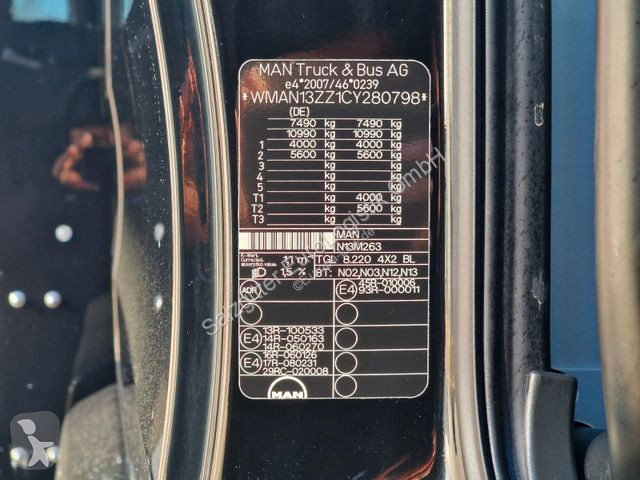 MAN Truck & Bus AG
e4*2007/46*0239
*WMAN13ZZ1CY280798*
(DE)
7490 kg 7490 kg
10990 kg 10990 kg
1 4000 kg 4000 kg
2 5600 kg 5600 kg
3 kg kg
4 kg kg
5 kg kg
T1 kg 4000 kg
T2 kg 5600 kg
T3 kg kg
MAN
N13M263
K-Wert
Corrected absorption value 1,1 m TGL 8.220 4X2 BL
1,5 % BT: N02,N03,N12,N13
ADR E4 45R-010006
93R-000011
13R-100533
E4 14R-050163
14R-060270
16R-060126
E4 17R-080231
29RC-020008
MAN